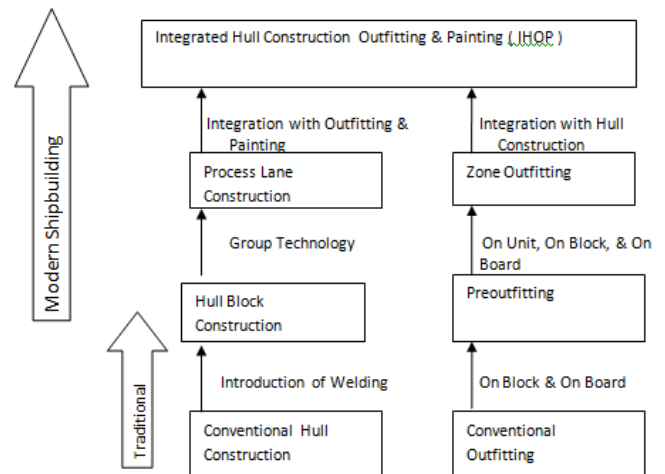 Integrated Hull Construction Outfitting & Painting ( IHOP )
Modern Shipbuilding
Integration with Outfitting &
Painting
Integration with Hull
Construction
Process Lane
Construction
Zone Outfitting
Group Technology
On Unit, On Block, & On
Board
Hull Block
Construction
Preoutfitting
Traditional
Introduction of Welding
On Block & On Board
Conventional Hull
Construction
Conventional
Outfitting